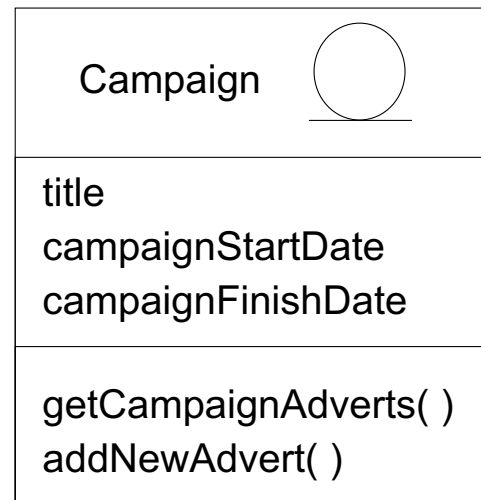 Campaign
title
campaignStartDate
campaignFinishDate
getCampaignAdverts( )
addNewAdvert( )